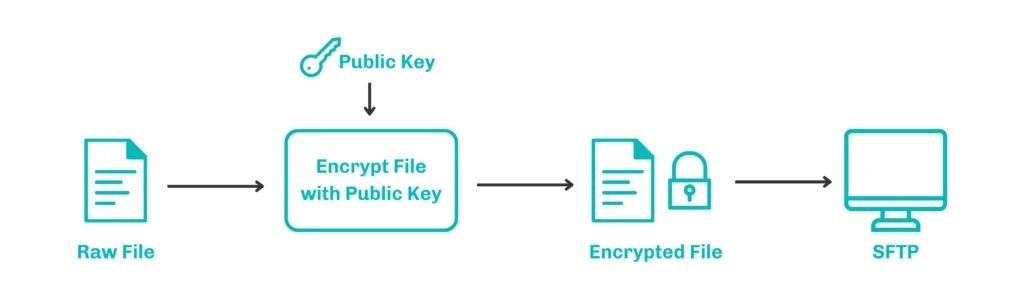 Public Key
Encrypt File
with Public Key
Raw File
Encrypted File
SFTP